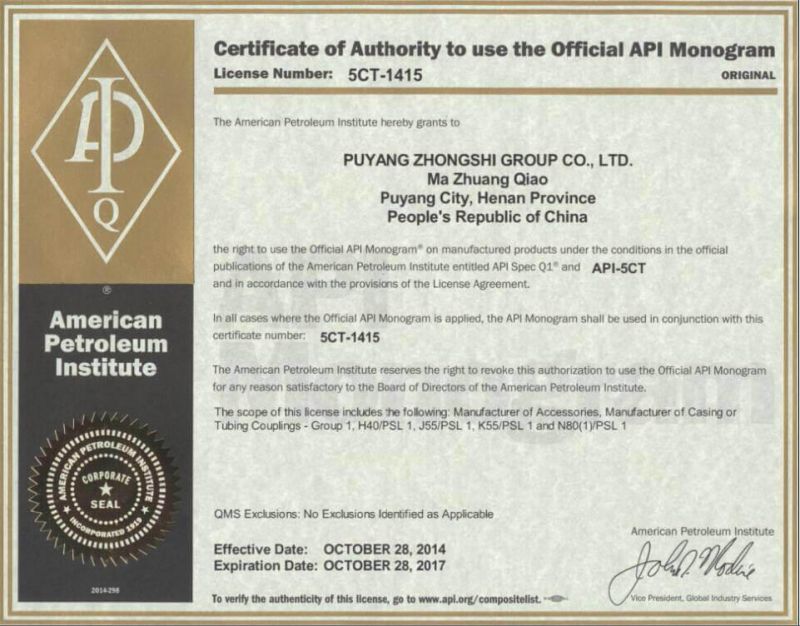 Certificate of Authority to use the Official API Monogram
License Number: 5CT-1415
ORIGINAL
The American Petroleum Institute hereby grants to
PUYANG ZHONGSHI GROUP CO., LTD.
Ma Zhuang Qiao
Puyang City, Henan Province
People's Republic of China
the right to use the Official API Monogram® on manufactured products under the conditions in the official
publications of the American Petroleum Institute entitled API Spec Q1® and API-5CT
and in accordance with the provisions of the License Agreement.
In all cases where the Official API Monogram is applied, the API Monogram shall be used in conjunction with this
certificate number: 5CT-1415
The American Petroleum Institute reserves the right to revoke this authorization to use the Official API Monogram
for any reason satisfactory to the Board of Directors of the American Petroleum Institute.
The scope of this license includes the following: Manufacturer of Accessories, Manufacturer of Casing or
Tubing Couplings - Group 1, H40/PSL 1, J55/PSL 1, K55/PSL 1 and N80(1)/PSL 1
QMS Exclusions: No Exclusions Identified as Applicable
Effective Date: OCTOBER 28, 2014
Expiration Date: OCTOBER 28, 2017
To verify the authenticity of this license, go to www.api.org/compositelist.
American Petroleum Institute
Vice President, Global Industry Services
API
Q
®
American
Petroleum
Institute
AMERICAN PETROLEUM INSTITUTE
CORPORATE
SEAL
INCORPORATED 1919
2014-298